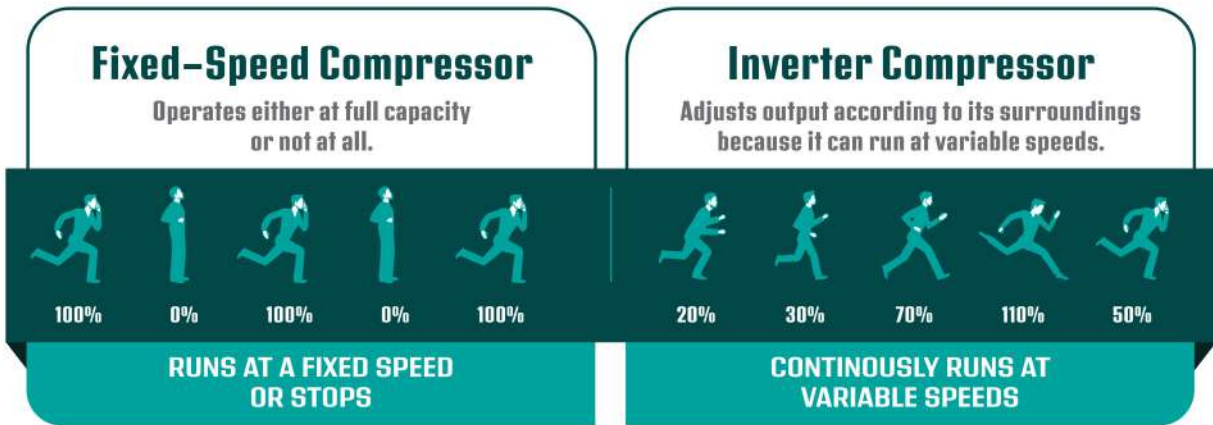 Fixed-Speed Compressor
Operates either at full capacity
or not at all.
100% 0% 100% 0% 100%
RUNS AT A FIXED SPEED
OR STOPS
Inverter Compressor
Adjusts output according to its surroundings
because it can run at variable speeds.
20% 30% 70% 110% 50%
CONTINOUSLY RUNS AT
VARIABLE SPEEDS